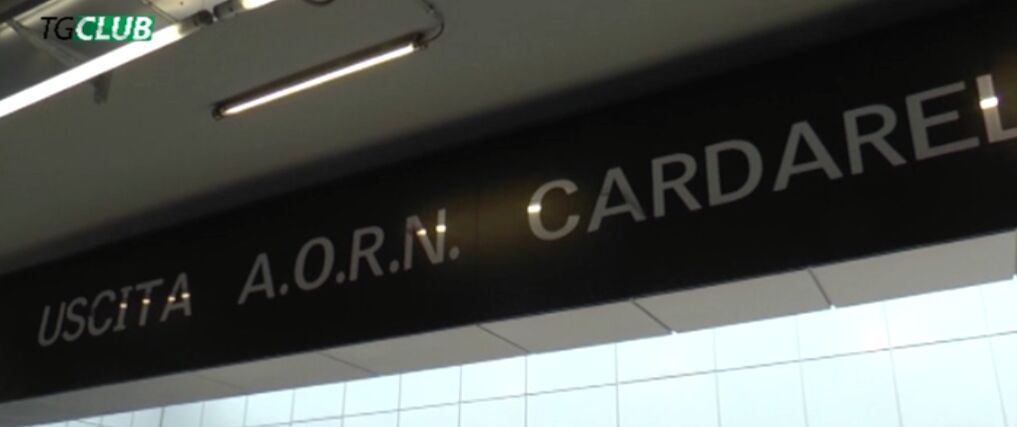 TGCLUB
USCITA A.O.R.N. CARDAREL